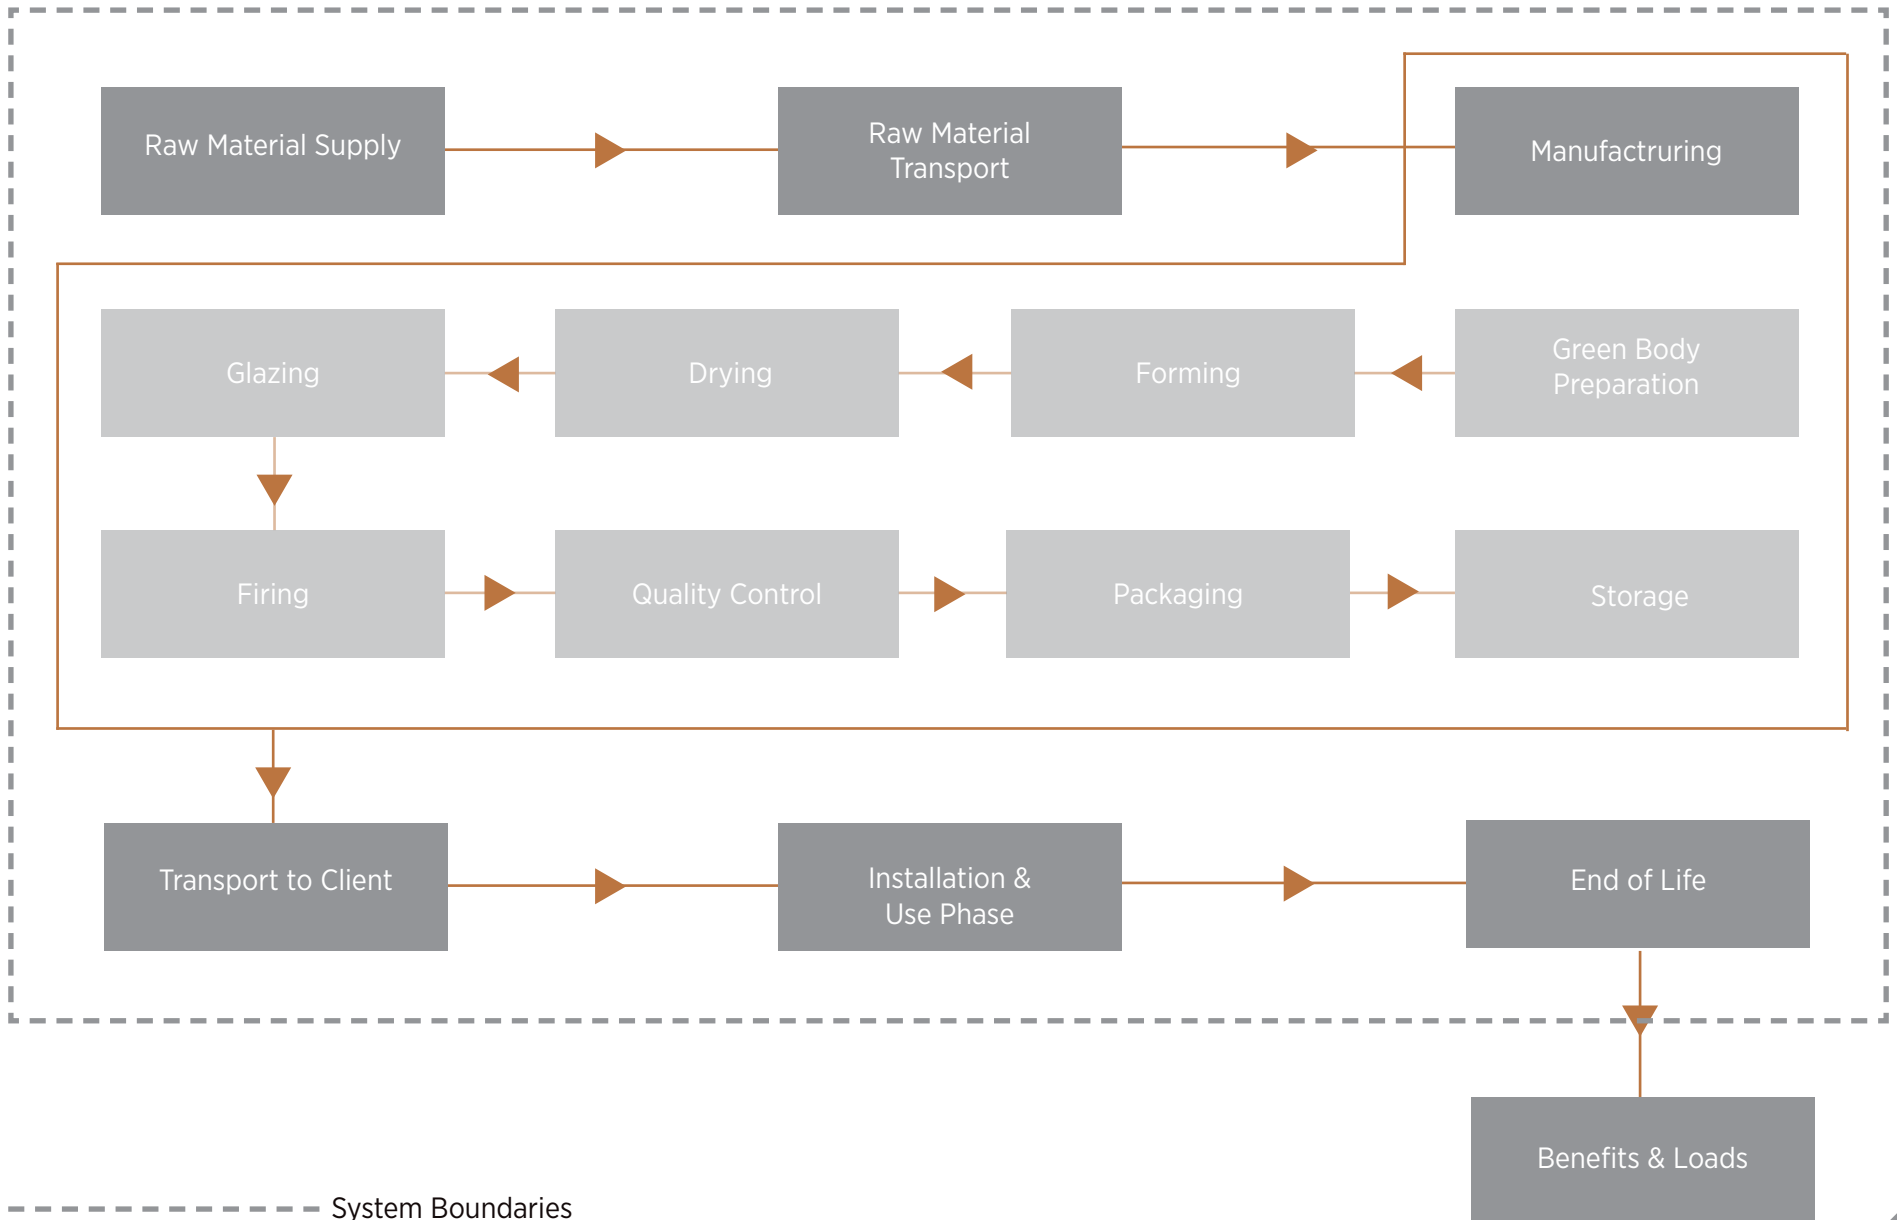 Raw Material Supply
Raw Material
Transport
Manufactruring
Glazing
Drying
Forming
Green Body
Preparation
Firing
Quality Control
Packaging
Storage
Transport to Client
Installation &
Use Phase
End of Life
Benefits & Loads
System Boundaries